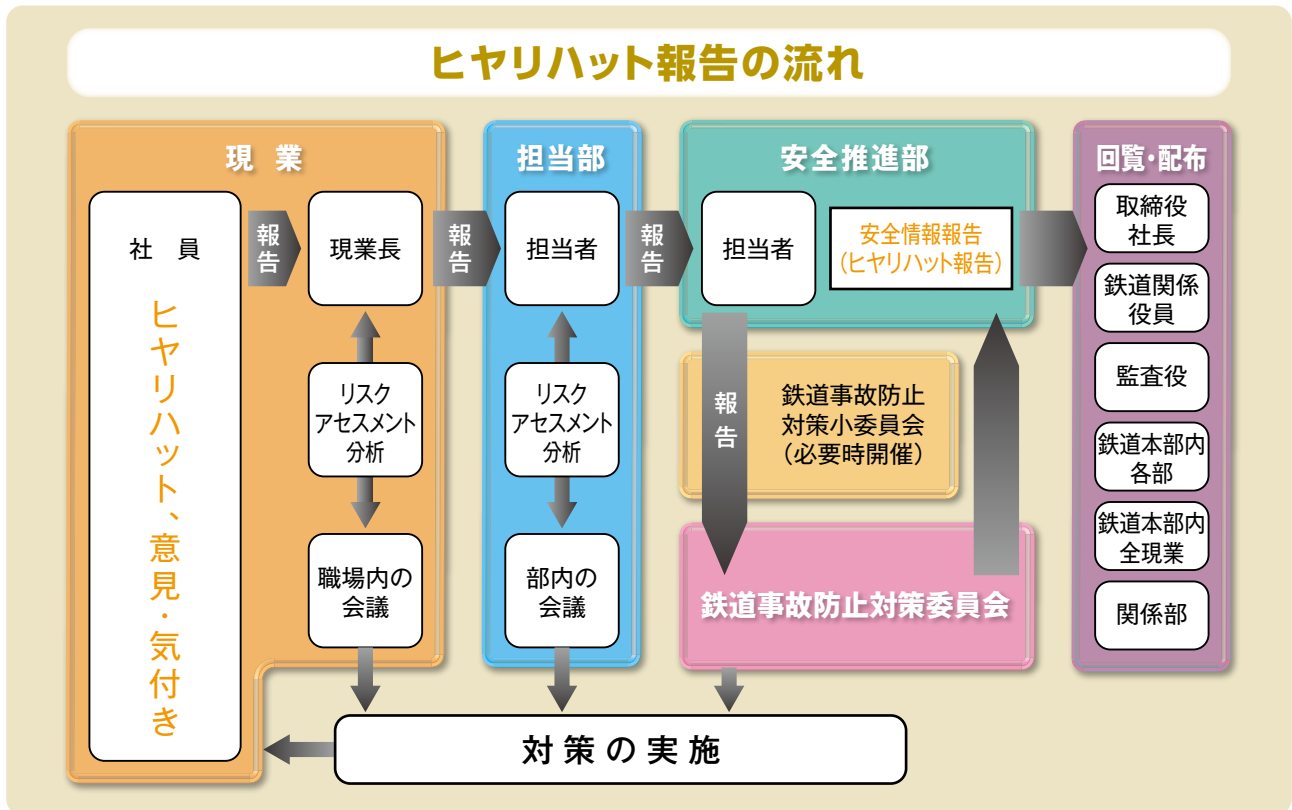 ヒヤリハット報告の流れ
現 業
社 員
ヒヤリハット、意見・気付き
報告
現業長
リスク
アセスメント
分析
職場内の
会議
報告
担当部
担当者
リスク
アセスメント
分析
部内の
会議
報告
安全推進部
担当者
安全情報報告
（ヒヤリハット報告）
報告
鉄道事故防止
対策小委員会
（必要時開催）
鉄道事故防止対策委員会
回覧・配布
取締役
社長
鉄道関係
役員
監査役
鉄道本部内
各部
鉄道本部内
全現業
関係部
対策の実施